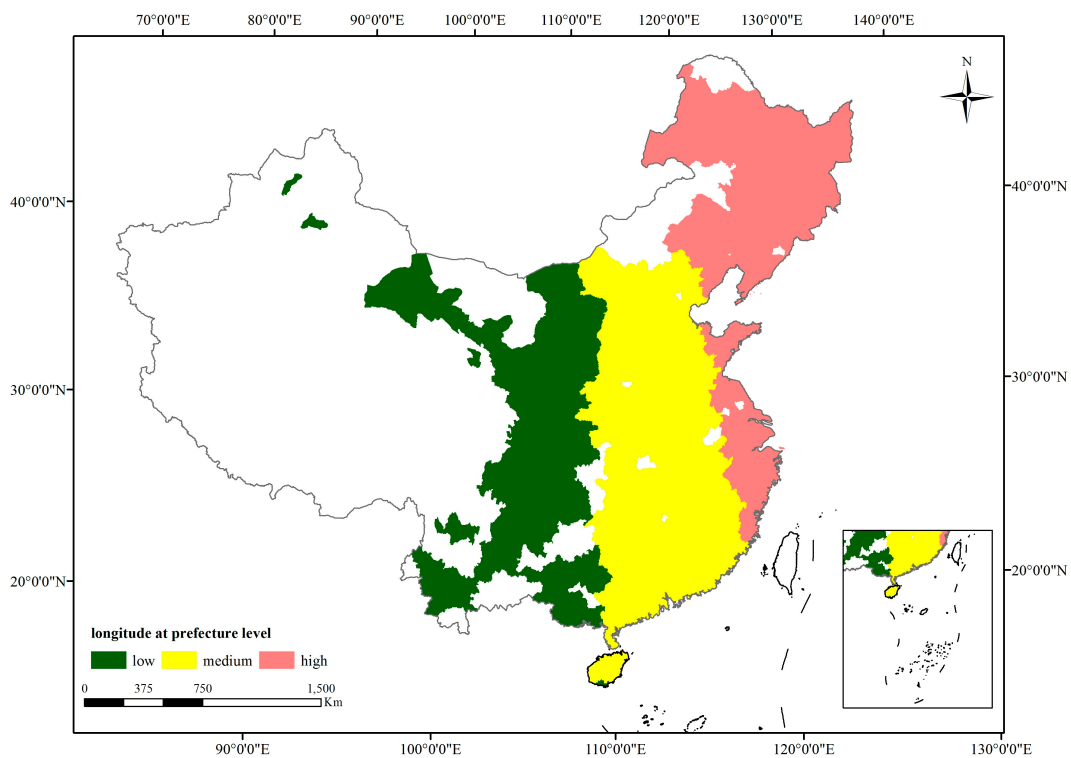 70°0'0"E 80°0'0"E 90°0'0"E 100°0'0"E 110°0'0"E 120°0'0"E 130°0'0"E 140°0'0"E
N
40°0'0"N 40°0'0"N
30°0'0"N 30°0'0"N
20°0'0"N 20°0'0"N
longitude at prefecture level
low medium high
0 375 750 1,500
Km
90°0'0"E 100°0'0"E 110°0'0"E 120°0'0"E 130°0'0"E